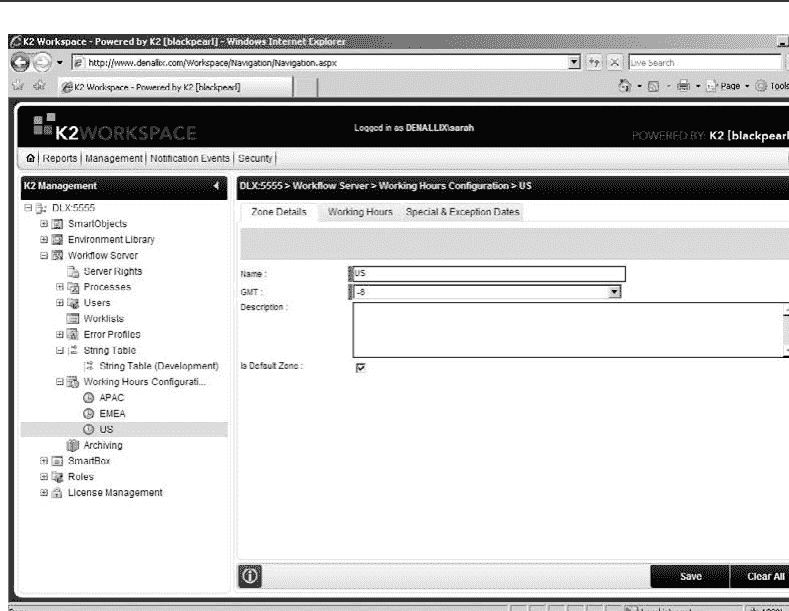 K2 Workspace - Powered by K2 [blackpearl] - Windows Internet Explorer
http://www.denallix.com/Workspace/Navigation/Navigation.aspx
Live Search
K2 Workspace - Powered by K2 [blackpearl]
Page
Tools
K2WORKSPACE
Logged in as DENALLIX\sarah
POWERED BY K2 [blackpearl
Reports | Management | Notification Events | Security |
K2 Management
DLX:5555 > Workflow Server > Working Hours Configuration > US
DLX:5555
SmartObjects
Environment Library
Workflow Server
Server Rights
Processes
Users
Worklists
Error Profiles
String Table
String Table (Development)
Working Hours Configurati...
APAC
EMEA
US
Archiving
SmartBox
Roles
License Management
Zone Details
Working Hours
Special & Exception Dates
Name :
US
GMT :
-8
Description :
Is Default Zone :
Save
Clear All